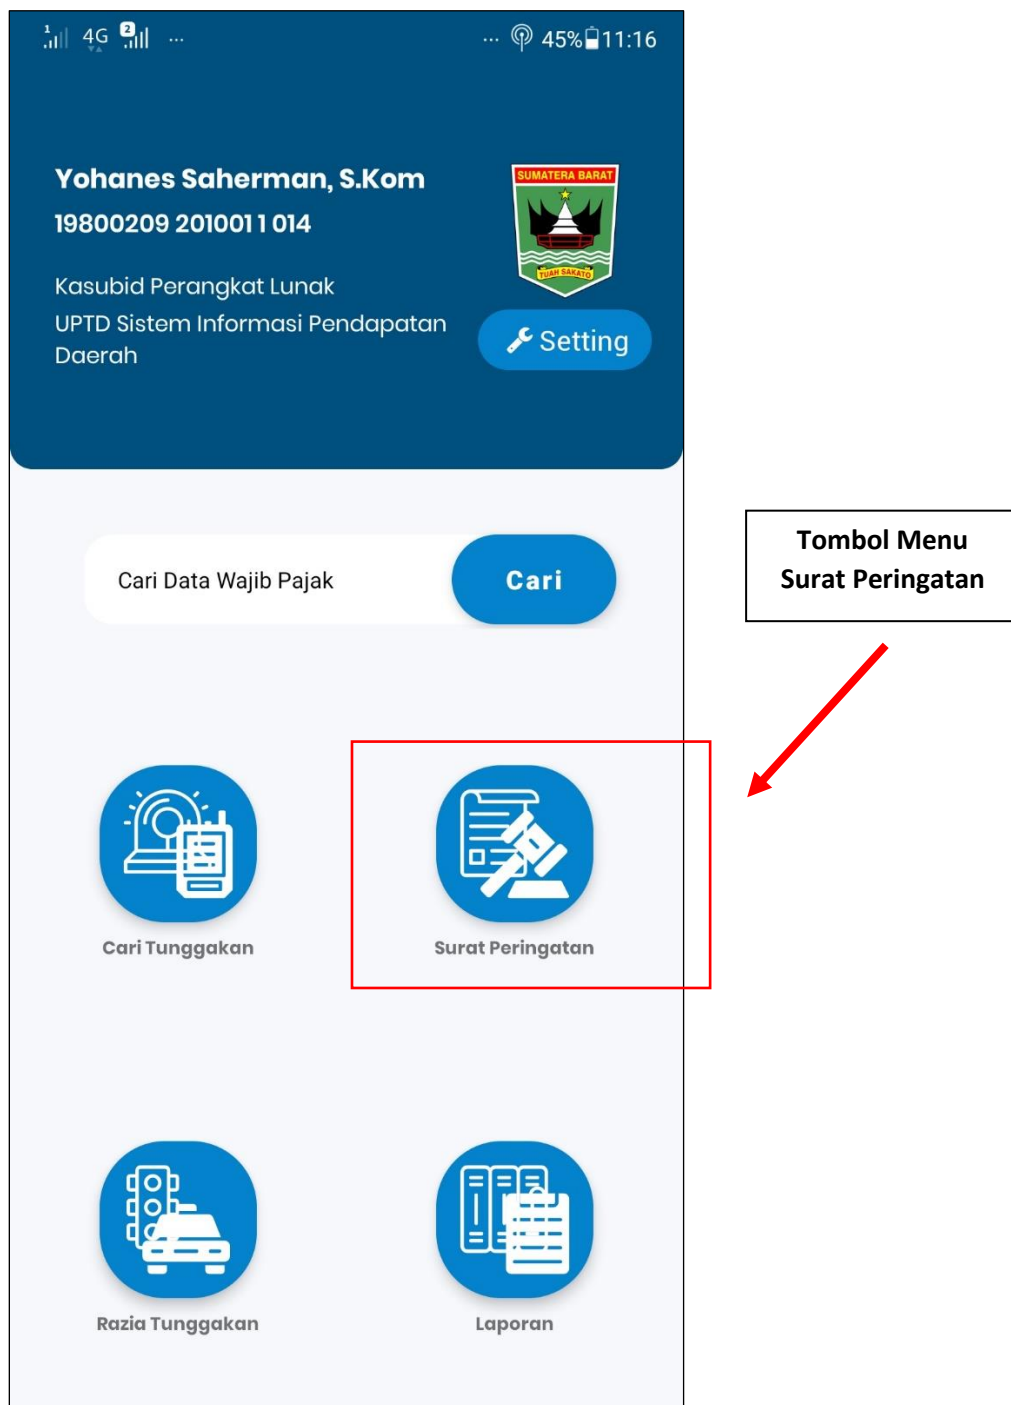 1 4G 2 ... ... 45% 11:16
Yohanes Saherman, S.Kom
19800209 201001 1 014
SUMATERA BARAT
TUAH SAKATO
Kasubid Perangkat Lunak
UPTD Sistem Informasi Pendapatan
Daerah
Setting
Cari Data Wajib Pajak
Cari
Tombol Menu
Surat Peringatan
Cari Tunggakan
Surat Peringatan
Razia Tunggakan
Laporan